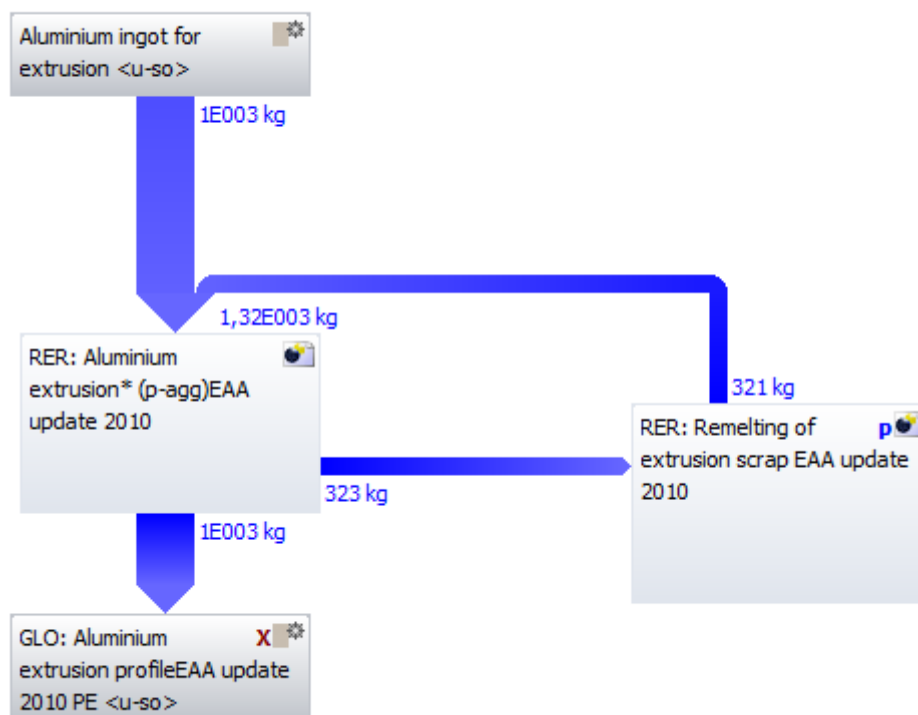 Aluminium ingot for
extrusion <u-so>
1E003 kg
1,32E003 kg
RER: Aluminium
extrusion* (p-agg)EAA
update 2010
321 kg
RER: Remelting of p
extrusion scrap EAA update
2010
323 kg
1E003 kg
GLO: Aluminium X
extrusion profileEAA update
2010 PE <u-so>